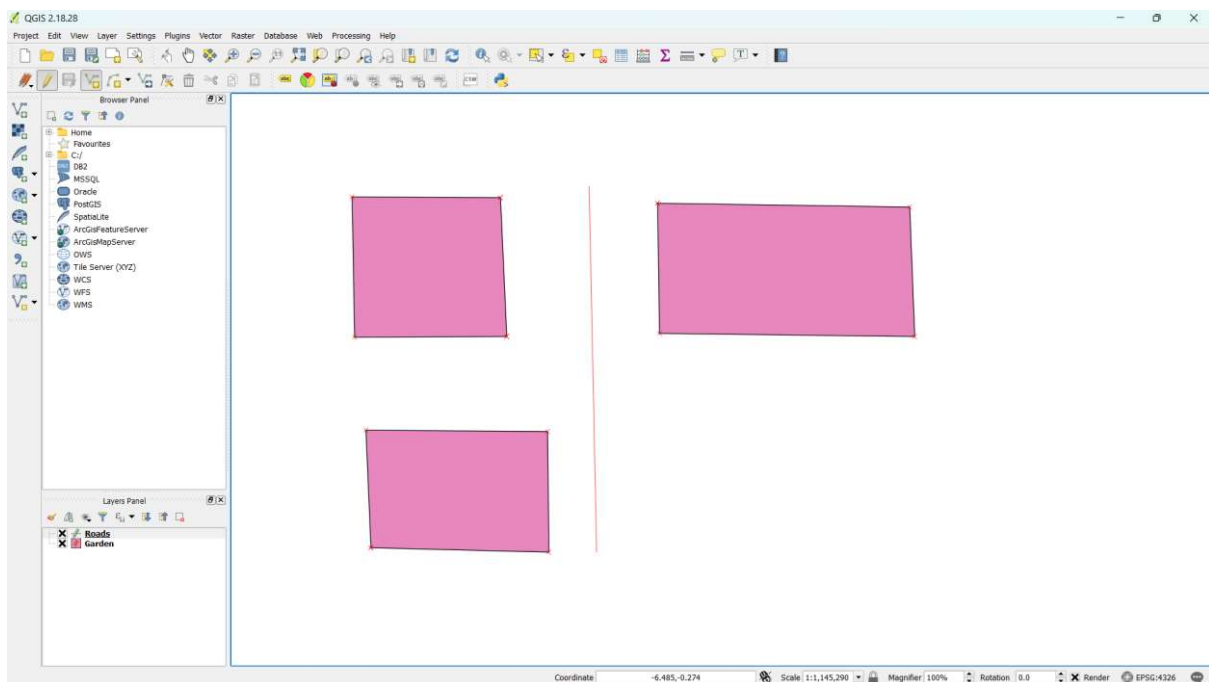 QGIS 2.18.28
Project Edit View Layer Settings Plugins Vector Raster Database Web Processing Help
Browser Panel
Home
Favourites
C:/
DB2
MSSQL
Oracle
PostGIS
SpatiaLite
ArcGisFeatureServer
ArcGisMapServer
OWS
Tile Server (XYZ)
WCS
WFS
WMS
Layers Panel
Roads
Garden
Coordinate -6.485,-0.274 Scale 1:1,145,290 Magnifier 100% Rotation 0.0 Render EPSG:4326